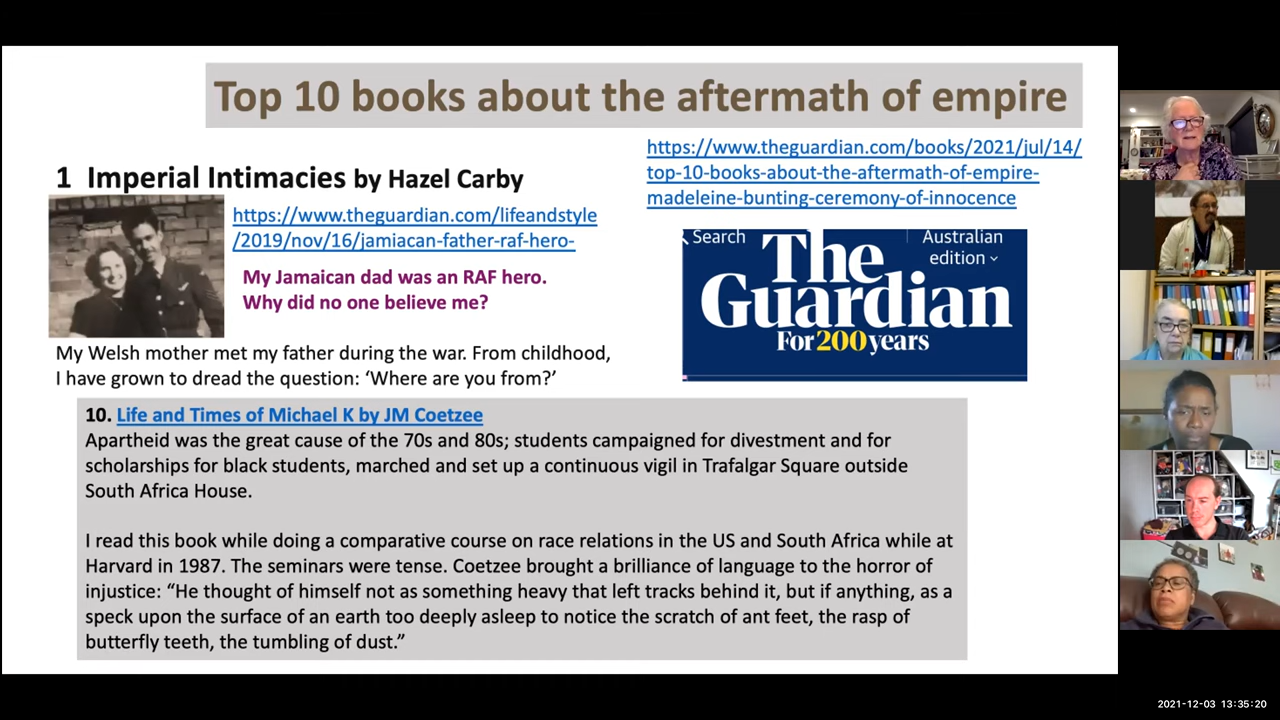 Top 10 books about the aftermath of empire
1 Imperial Intimacies by Hazel Carby
https://www.theguardian.com/lifeandstyle
/2019/nov/16/jamiacan-father-raf-hero-
My Jamaican dad was an RAF hero.
Why did no one believe me?
My Welsh mother met my father during the war. From childhood,
I have grown to dread the question: ‘Where are you from?’
https://www.theguardian.com/books/2021/jul/14/
top-10-books-about-the-aftermath-of-empire-
madeleine-bunting-ceremony-of-innocence
Search
Australian
edition
The
Guardian
For200years
10. Life and Times of Michael K by JM Coetzee
Apartheid was the great cause of the 70s and 80s; students campaigned for divestment and for
scholarships for black students, marched and set up a continuous vigil in Trafalgar Square outside
South Africa House.
I read this book while doing a comparative course on race relations in the US and South Africa while at
Harvard in 1987. The seminars were tense. Coetzee brought a brilliance of language to the horror of
injustice: “He thought of himself not as something heavy that left tracks behind it, but if anything, as a
speck upon the surface of an earth too deeply asleep to notice the scratch of ant feet, the rasp of
butterfly teeth, the tumbling of dust.”
2021-12-03 13:35:20